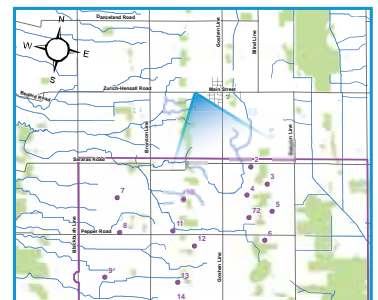 N
Danceland Road
W
E
S
Goshen Line
Blind Line
Zurich-Hensall Road
Main Street
Bronson Line
Babylon Line
Sararas Road
2
3
4
5
7
10
72
6
Blackbush Line
Pepper Road
8
11
12
Goshen Line
9
13
14